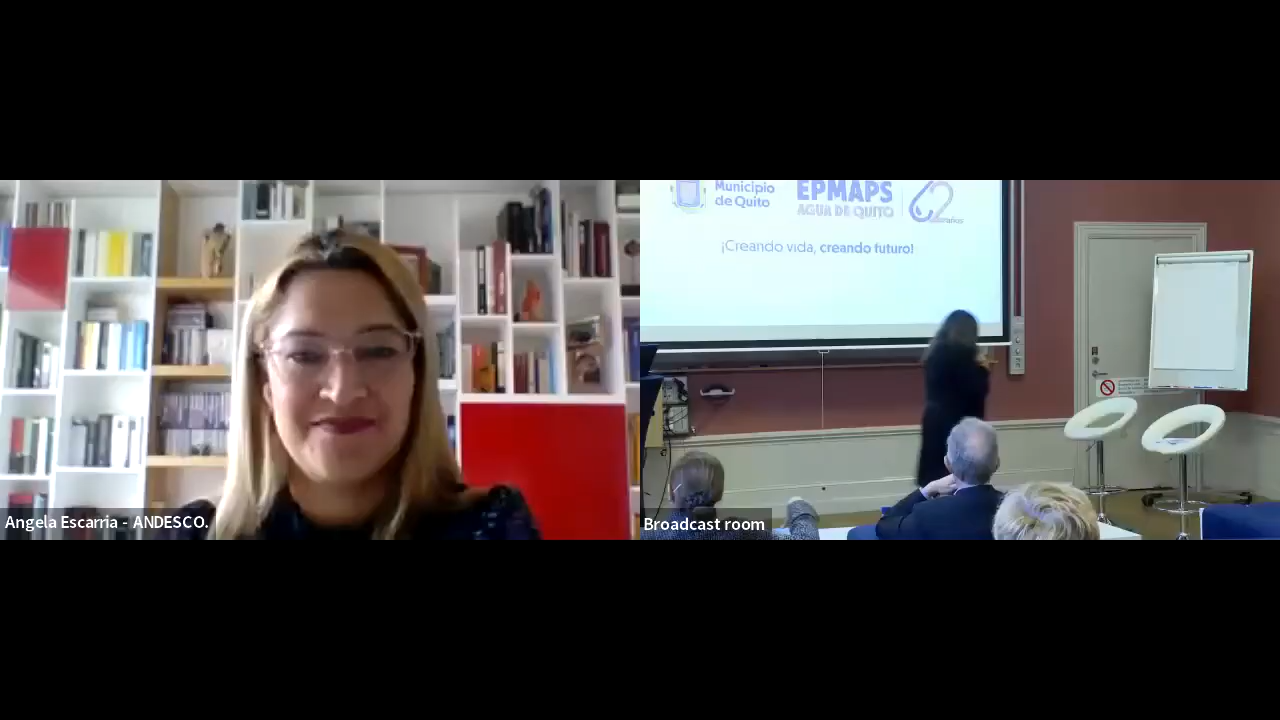 Angela Escarria - ANDESCO.
Municipio
de Quito
EPMAPS
AGUA DE QUITO
¡Creando vida, creando futuro!
Broadcast room